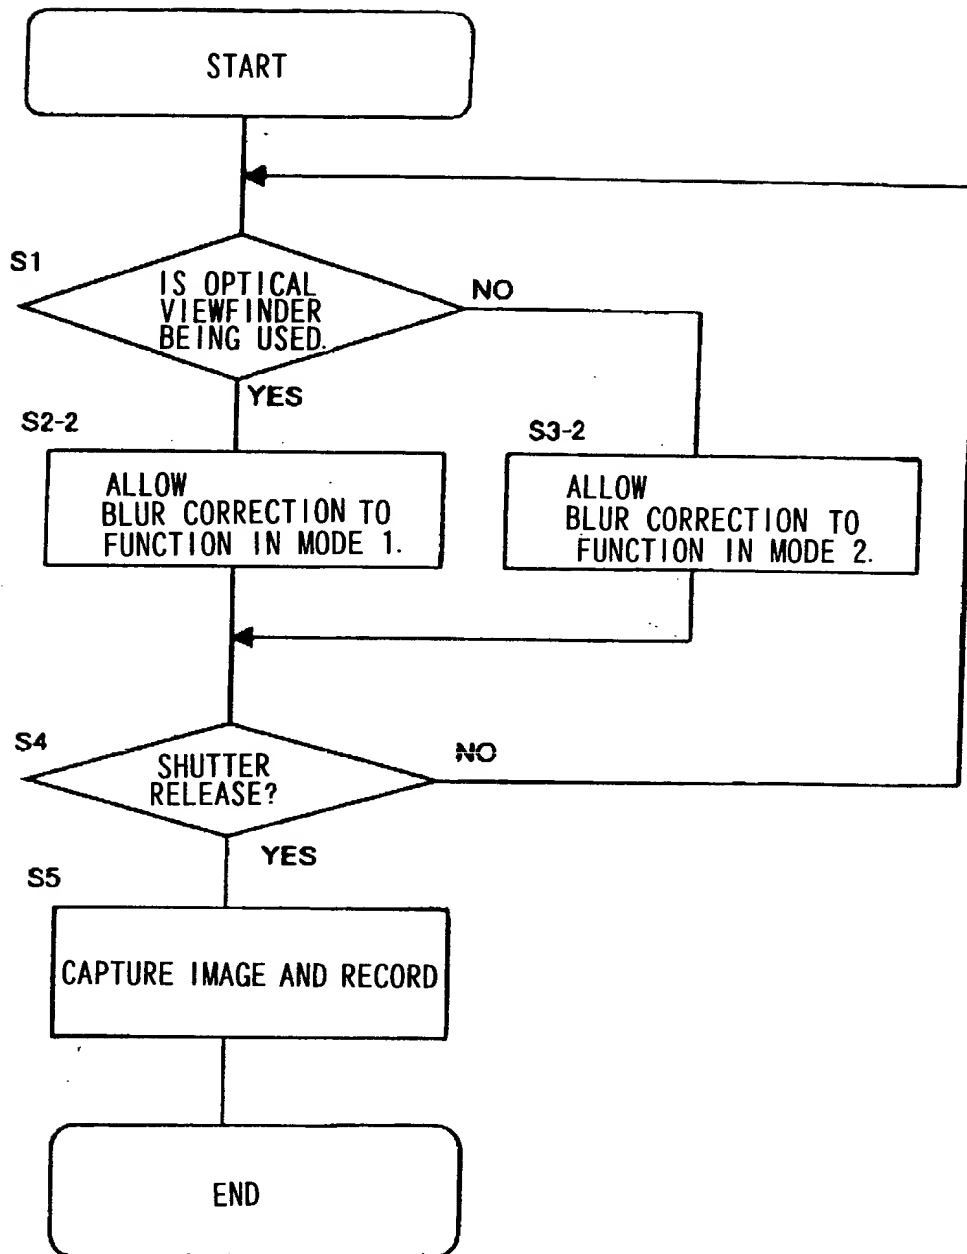 START
S1
IS OPTICAL
VIEWFINDER
BEING USED.
NO
YES
S2-2
ALLOW
BLUR CORRECTION TO
FUNCTION IN MODE 1.
S3-2
ALLOW
BLUR CORRECTION TO
FUNCTION IN MODE 2.
S4
SHUTTER
RELEASE?
NO
YES
S5
CAPTURE IMAGE AND RECORD
END